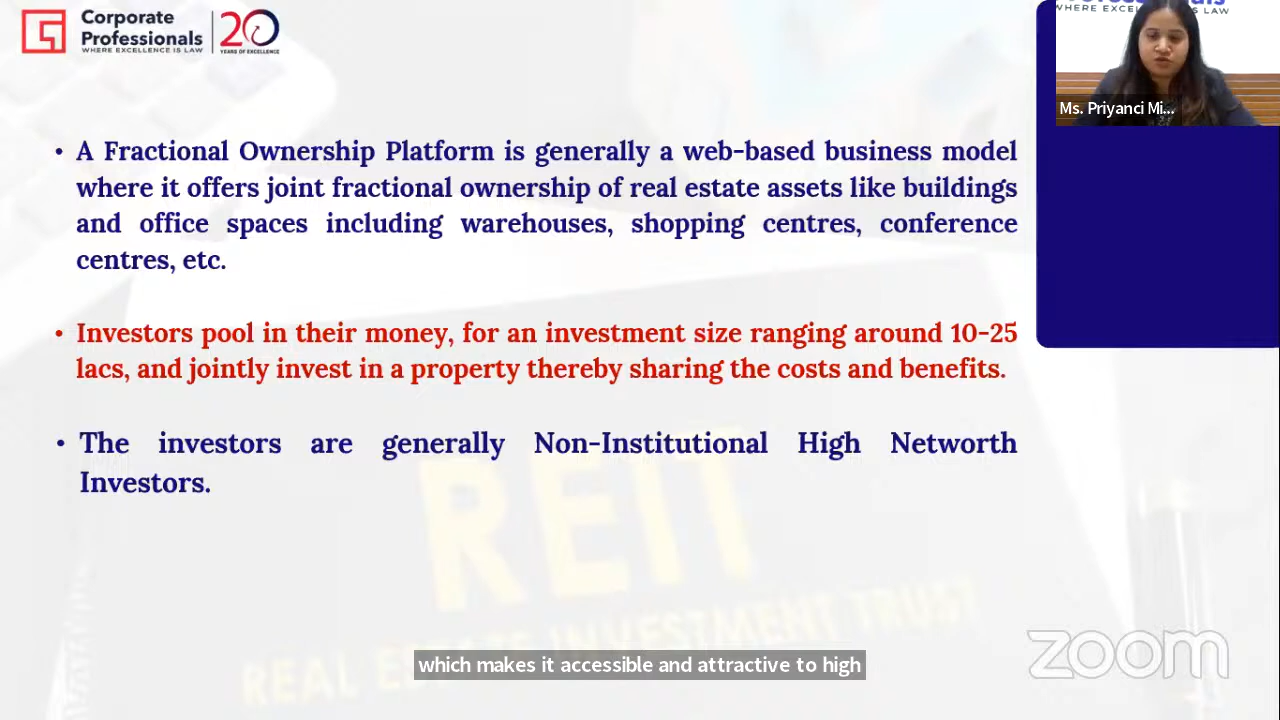 Corporate
Professionals
WHERE EXCELLENCE IS LAW
20
YEARS OF EXCELLENCE
WHERE EXCELLENCE IS LAW
Ms. Priyanci Mi...
• A Fractional Ownership Platform is generally a web-based business model
where it offers joint fractional ownership of real estate assets like buildings
and office spaces including warehouses, shopping centres, conference
centres, etc.
• Investors pool in their money, for an investment size ranging around 10-25
lacs, and jointly invest in a property thereby sharing the costs and benefits.
• The investors are generally Non-Institutional High Networth
Investors.
REIT
REAL ESTATE INVESTMENT TRUST
which makes it accessible and attractive to high
zoom